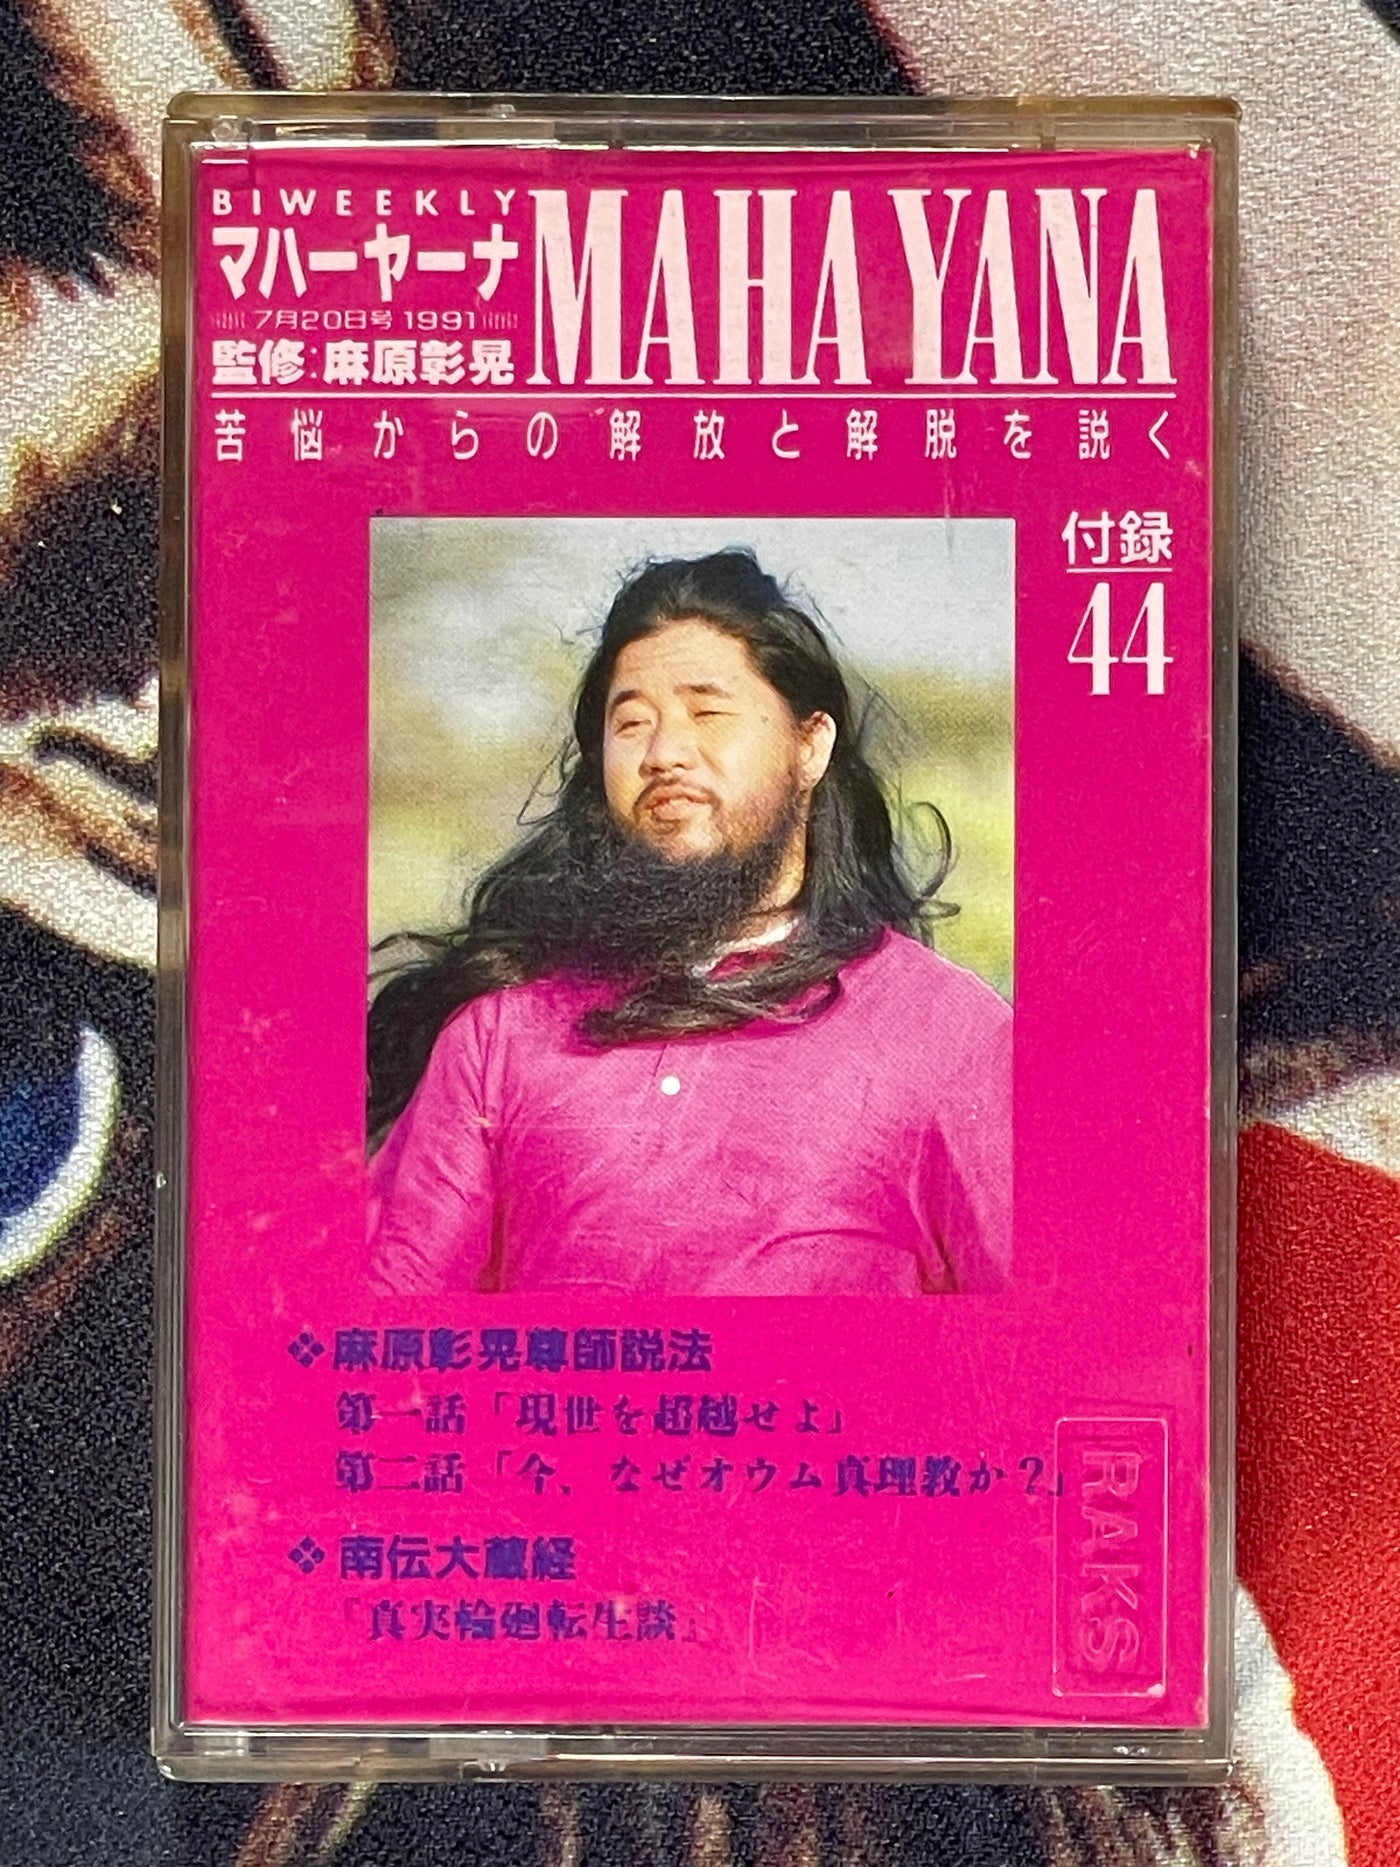 BIWEEKLY
マハーヤーナ
MAHA YANA
7月20日号 1991
監修:麻原彰晃
苦悩からの解放と解脱を説く
付録
44
❖麻原彰晃尊師説法
第一話「現世を超越せよ」
第二話「今、なぜオウム真理教か?」
❖南伝大蔵経
『真実輪廻転生談』
RAKS